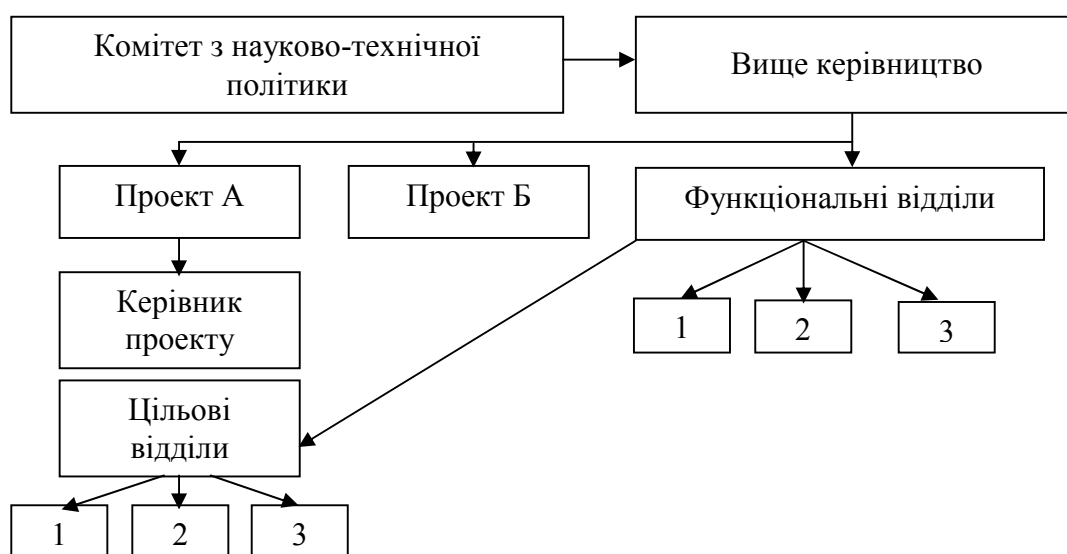 Комітет з науково-технічної
політики
Вище керівництво
Проект А
Проект Б
Функціональні відділи
Керівник
проекту
1
2
3
Цільові
відділи
1
2
3